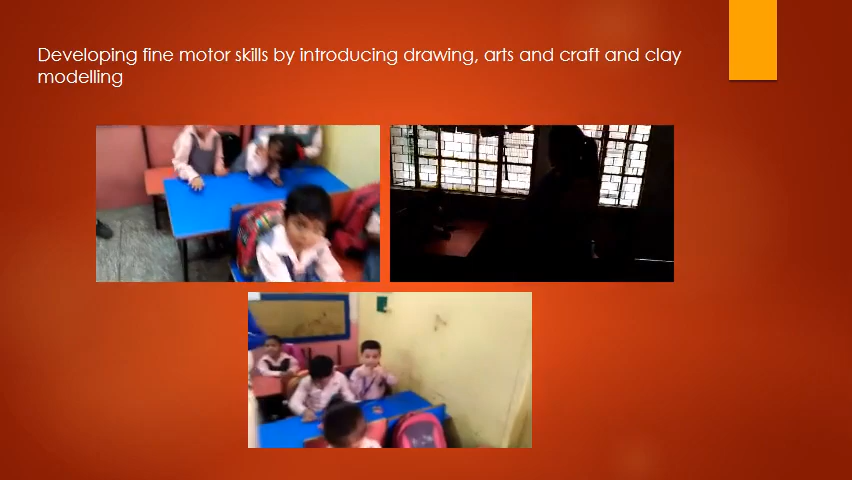 Developing fine motor skills by introducing drawing, arts and craft and clay
modelling